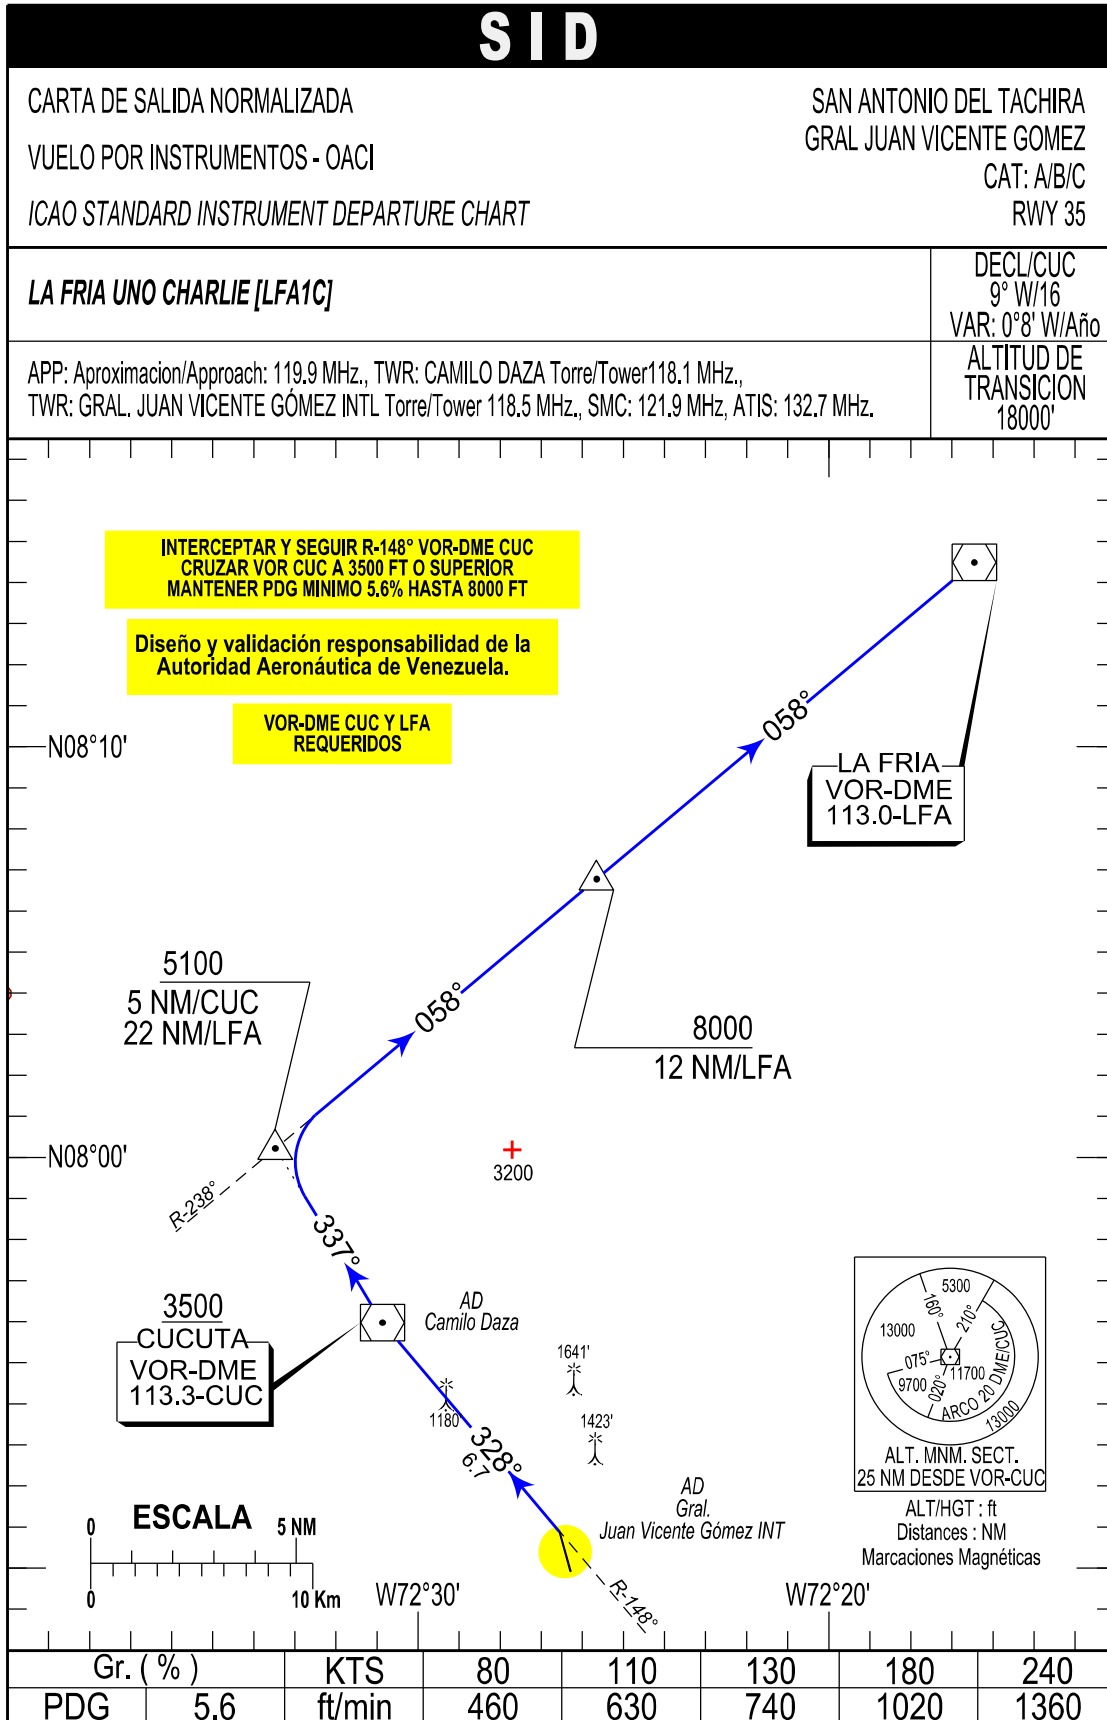 SID
CARTA DE SALIDA NORMALIZADA
VUELO POR INSTRUMENTOS - OACI
ICAO STANDARD INSTRUMENT DEPARTURE CHART
SAN ANTONIO DEL TACHIRA
GRAL JUAN VICENTE GOMEZ
CAT: A/B/C
RWY 35
LA FRIA UNO CHARLIE [LFA1C]
DECL/CUC
9° W/16
VAR: 0°8' W/Año
APP: Aproximacion/Approach: 119.9 MHz., TWR: CAMILO DAZA Torre/Tower118.1 MHz.,
TWR: GRAL. JUAN VICENTE GÓMEZ INTL Torre/Tower 118.5 MHz., SMC: 121.9 MHz, ATIS: 132.7 MHz.
ALTITUD DE
TRANSICION
18000'
INTERCEPTAR Y SEGUIR R-148° VOR-DME CUC
CRUZAR VOR CUC A 3500 FT O SUPERIOR
MANTENER PDG MINIMO 5.6% HASTA 8000 FT
Diseño y validación responsabilidad de la
Autoridad Aeronáutica de Venezuela.
VOR-DME CUC Y LFA
REQUERIDOS
N08°10'
058°
LA FRIA
VOR-DME
113.0-LFA
5100
5 NM/CUC
22 NM/LFA
058°
8000
12 NM/LFA
N08°00'
R-238°
3200
337°
3500
CUCUTA
VOR-DME
113.3-CUC
AD
Camilo Daza
1641'
1180'
1423'
328°
6.7
AD
Gral.
Juan Vicente Gómez INT
R-148°
5300
160°
210°
13000
075°
11700
9700
020°
ARCO 20 DME/CUC
13000
ALT. MNM. SECT.
25 NM DESDE VOR-CUC
ALT/HGT : ft
Distances : NM
Marcaciones Magnéticas
ESCALA
0 5 NM
0 10 Km
W72°30'
W72°20'
Gr. ( % ) KTS 80 110 130 180 240
PDG 5.6 ft/min 460 630 740 1020 1360